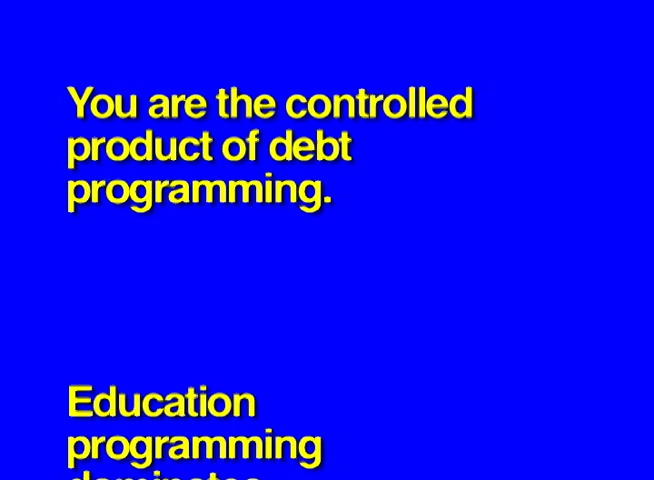 You are the controlled
product of debt
programming.
Education
programming
dominates